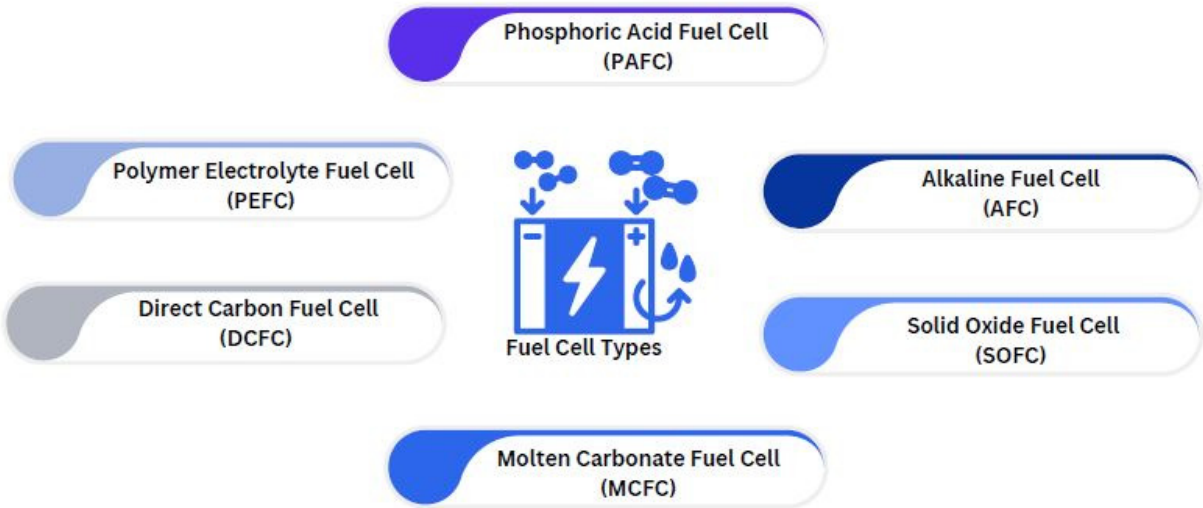 Phosphoric Acid Fuel Cell
(PAFC)
Polymer Electrolyte Fuel Cell
(PEFC)
Alkaline Fuel Cell
(AFC)
Direct Carbon Fuel Cell
(DCFC)
Solid Oxide Fuel Cell
(SOFC)
Fuel Cell Types
Molten Carbonate Fuel Cell
(MCFC)